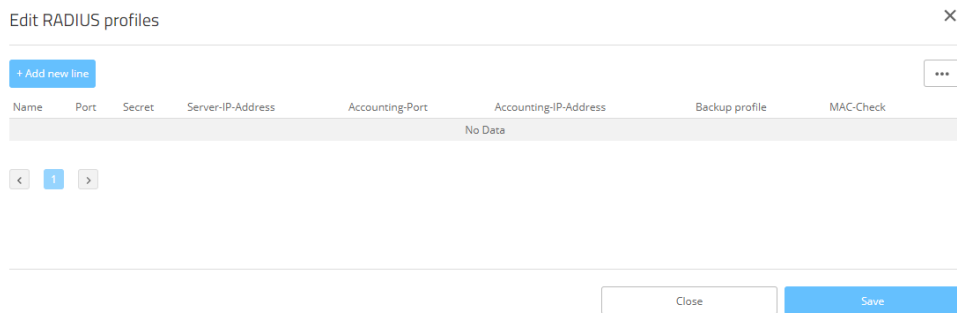 Edit RADIUS profiles
+ Add new line
Name Port Secret Server-IP-Address Accounting-Port Accounting-IP-Address Backup profile MAC-Check
No Data
1
Close Save